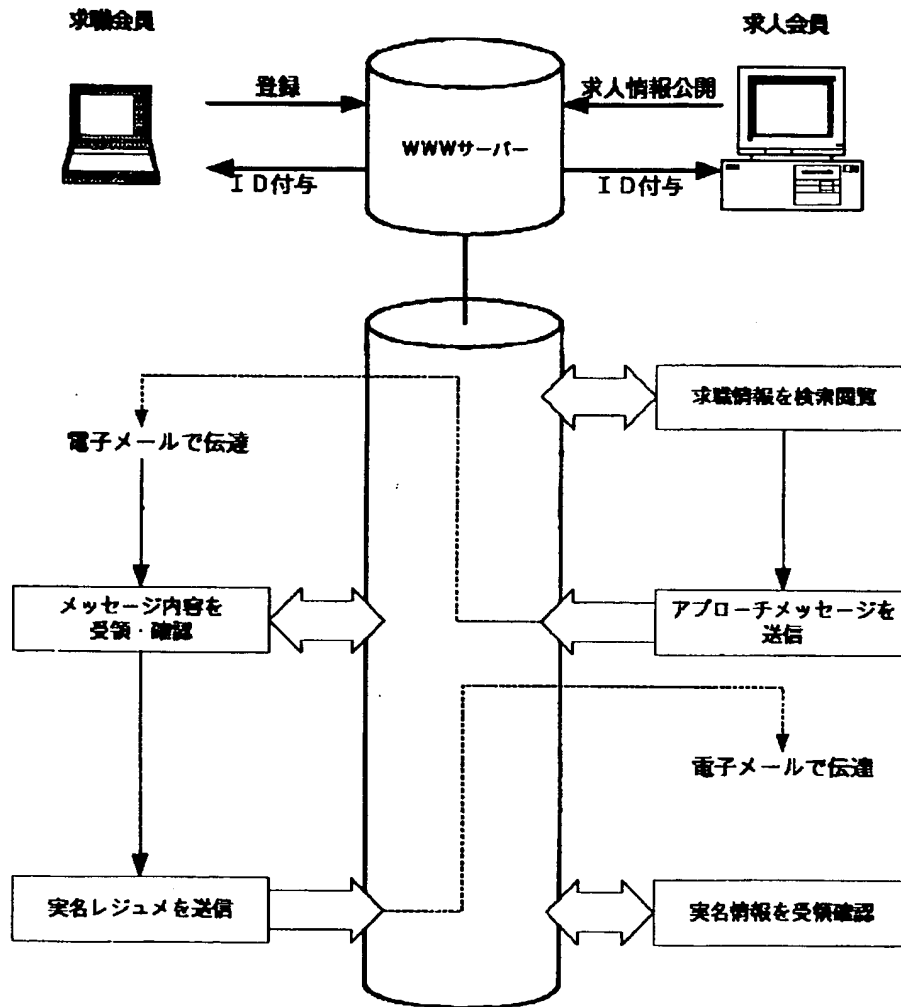 求職会員
求人会員
登録
求人情報公開
WWWサーバー
ID付与
ID付与
求職情報を検索閲覧
電子メールで伝達
メッセージ内容を
受領・確認
アプローチメッセージを
送信
電子メールで伝達
実名レジュメを送信
実名情報を受領確認